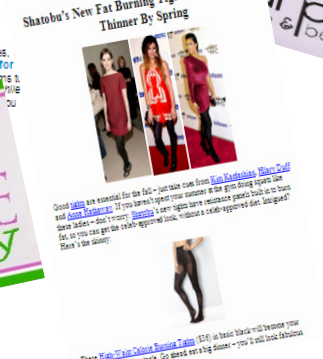 Shatobu's New Fat Burning
Thinner By Spring
Good tights are essential for the fall – just take cues from Kim Kardashian, Hilary Duff
and Anne Hathaway. If you haven't spent your summer at the gym doing squats like
these ladies – don't worry. Shatobu's new tights have resistance panels built in to burn
fat, so you can get the celeb-approved look, without a celeb-approved diet. Intrigued?
Here's the skinny:
These High-Waist Calorie Burning Tights ($36) in basic black will become your
Go ahead, eat a big dinner – you'll still look fabulous
for
&